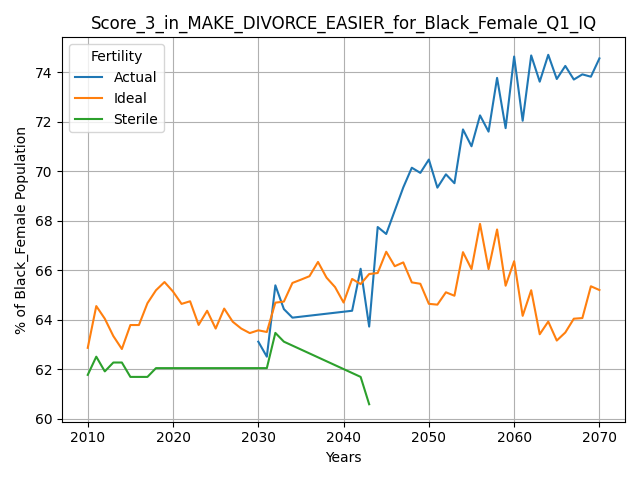 Score_3_in_MAKE_DIVORCE_EASIER_for_Black_Female_Q1_IQ
Fertility
Actual
Ideal
Sterile
% of Black_Female Population
74
72
70
68
66
64
62
60
2010 2020 2030 2040 2050 2060 2070
Years